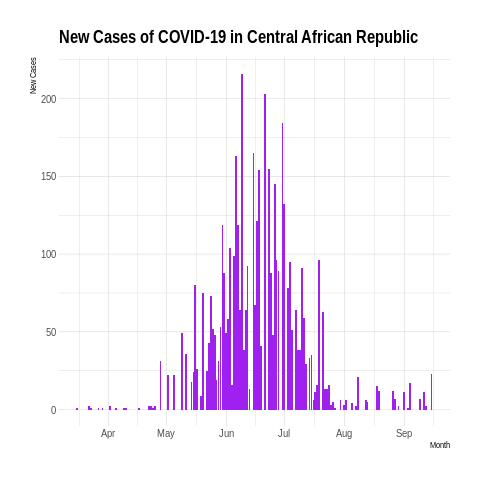 New Cases of COVID-19 in Central African Republic
New Cases
200
150
100
50
0
Apr May Jun Jul Aug Sep
Month